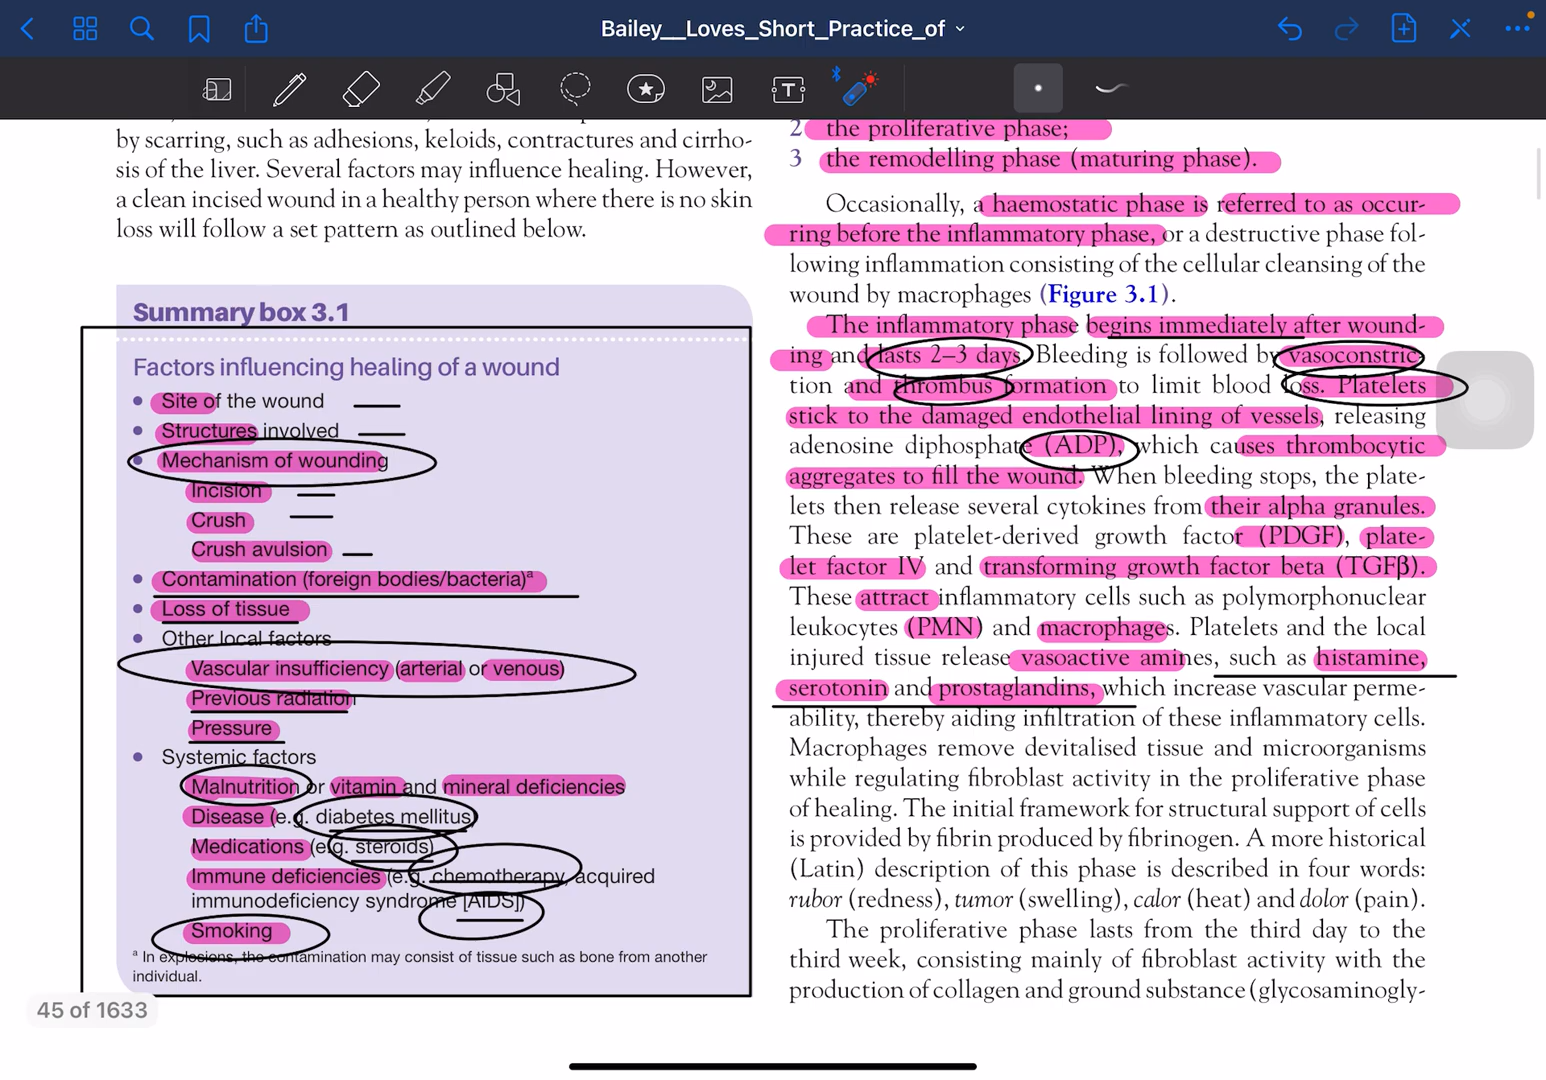 Bailey__Loves_Short_Practice_of
by scarring, such as adhesions, keloids, contractures and cirrho-
sis of the liver. Several factors may influence healing. However,
a clean incised wound in a healthy person where there is no skin
loss will follow a set pattern as outlined below.
Summary box 3.1
Factors influencing healing of a wound
• Site of the wound
• Structures involved
• Mechanism of wounding
Incision
Crush
Crush avulsion
• Contamination (foreign bodies/bacteria)ᵃ
• Loss of tissue
• Other local factors
Vascular insufficiency (arterial or venous)
Previous radiation
Pressure
• Systemic factors
Malnutrition or vitamin and mineral deficiencies
Disease (e.g. diabetes mellitus)
Medications (e.g. steroids)
Immune deficiencies (e.g. chemotherapy, acquired
immunodeficiency syndrome [AIDS])
Smoking
ᵃ In explosions, the contamination may consist of tissue such as bone from another
individual.
45 of 1633
2 the proliferative phase;
3 the remodelling phase (maturing phase).
Occasionally, a haemostatic phase is referred to as occur-
ring before the inflammatory phase, or a destructive phase fol-
lowing inflammation consisting of the cellular cleansing of the
wound by macrophages (Figure 3.1).
The inflammatory phase begins immediately after wound-
ing and lasts 2–3 days. Bleeding is followed by vasoconstric-
tion and thrombus formation to limit blood loss. Platelets
stick to the damaged endothelial lining of vessels, releasing
adenosine diphosphate (ADP), which causes thrombocytic
aggregates to fill the wound. When bleeding stops, the plate-
lets then release several cytokines from their alpha granules.
These are platelet-derived growth factor (PDGF), plate-
let factor IV and transforming growth factor beta (TGFβ).
These attract inflammatory cells such as polymorphonuclear
leukocytes (PMN) and macrophages. Platelets and the local
injured tissue release vasoactive amines, such as histamine,
serotonin and prostaglandins, which increase vascular perme-
ability, thereby aiding infiltration of these inflammatory cells.
Macrophages remove devitalised tissue and microorganisms
while regulating fibroblast activity in the proliferative phase
of healing. The initial framework for structural support of cells
is provided by fibrin produced by fibrinogen. A more historical
(Latin) description of this phase is described in four words:
rubor (redness), tumor (swelling), calor (heat) and dolor (pain).
The proliferative phase lasts from the third day to the
third week, consisting mainly of fibroblast activity with the
production of collagen and ground substance (glycosaminogly-